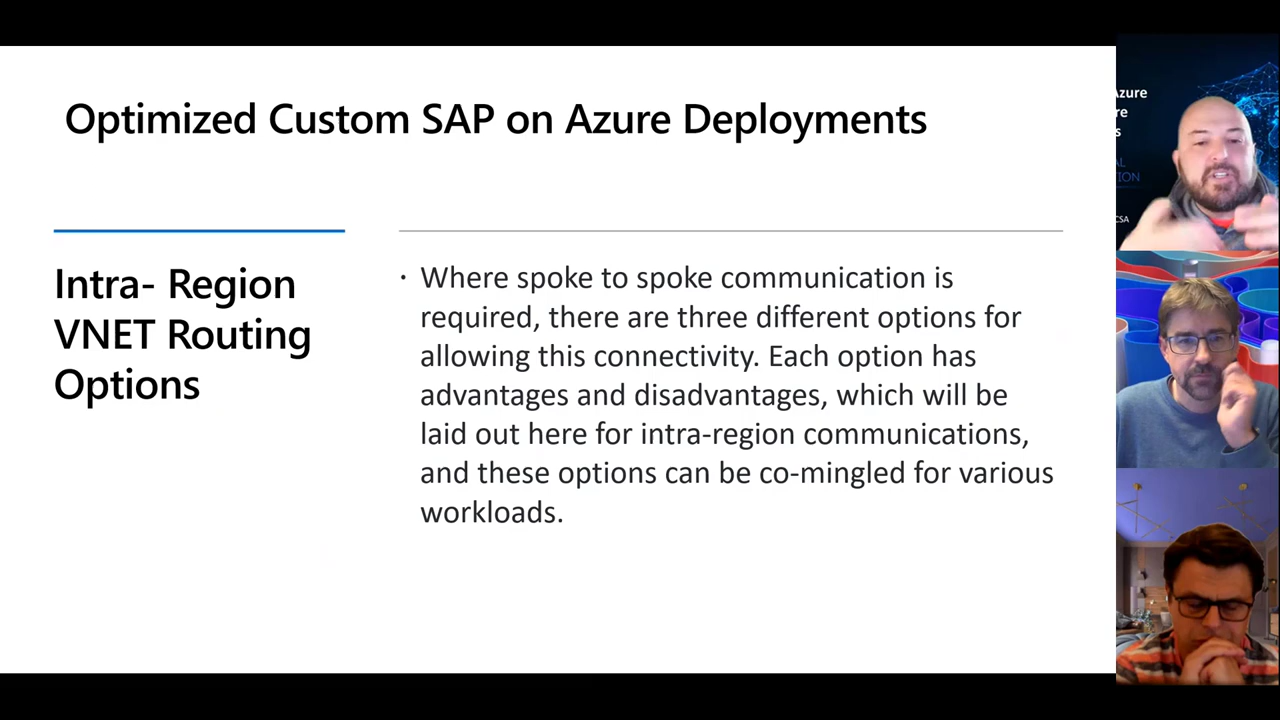 Optimized Custom SAP on Azure Deployments
Intra- Region
VNET Routing
Options
· Where spoke to spoke communication is
required, there are three different options for
allowing this connectivity. Each option has
advantages and disadvantages, which will be
laid out here for intra-region communications,
and these options can be co-mingled for various
workloads.
Azure
CSA